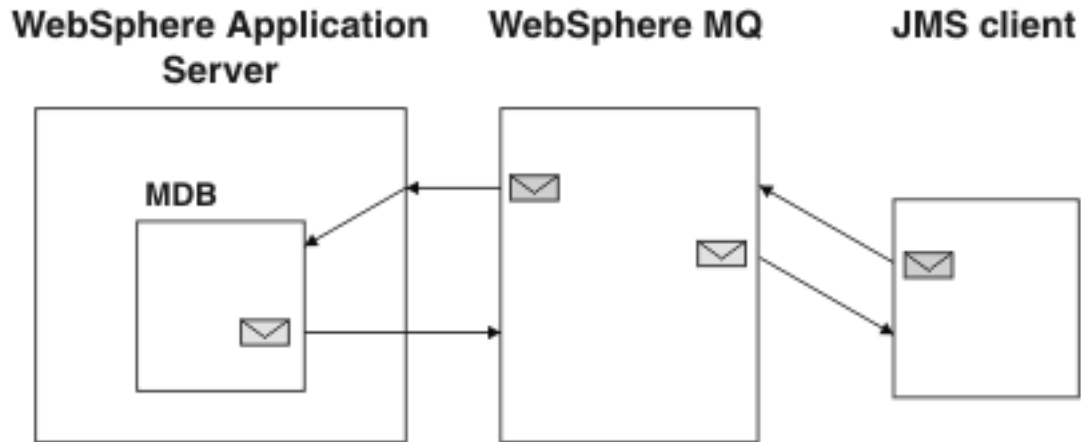 WebSphere Application
Server
WebSphere MQ
JMS client
MDB